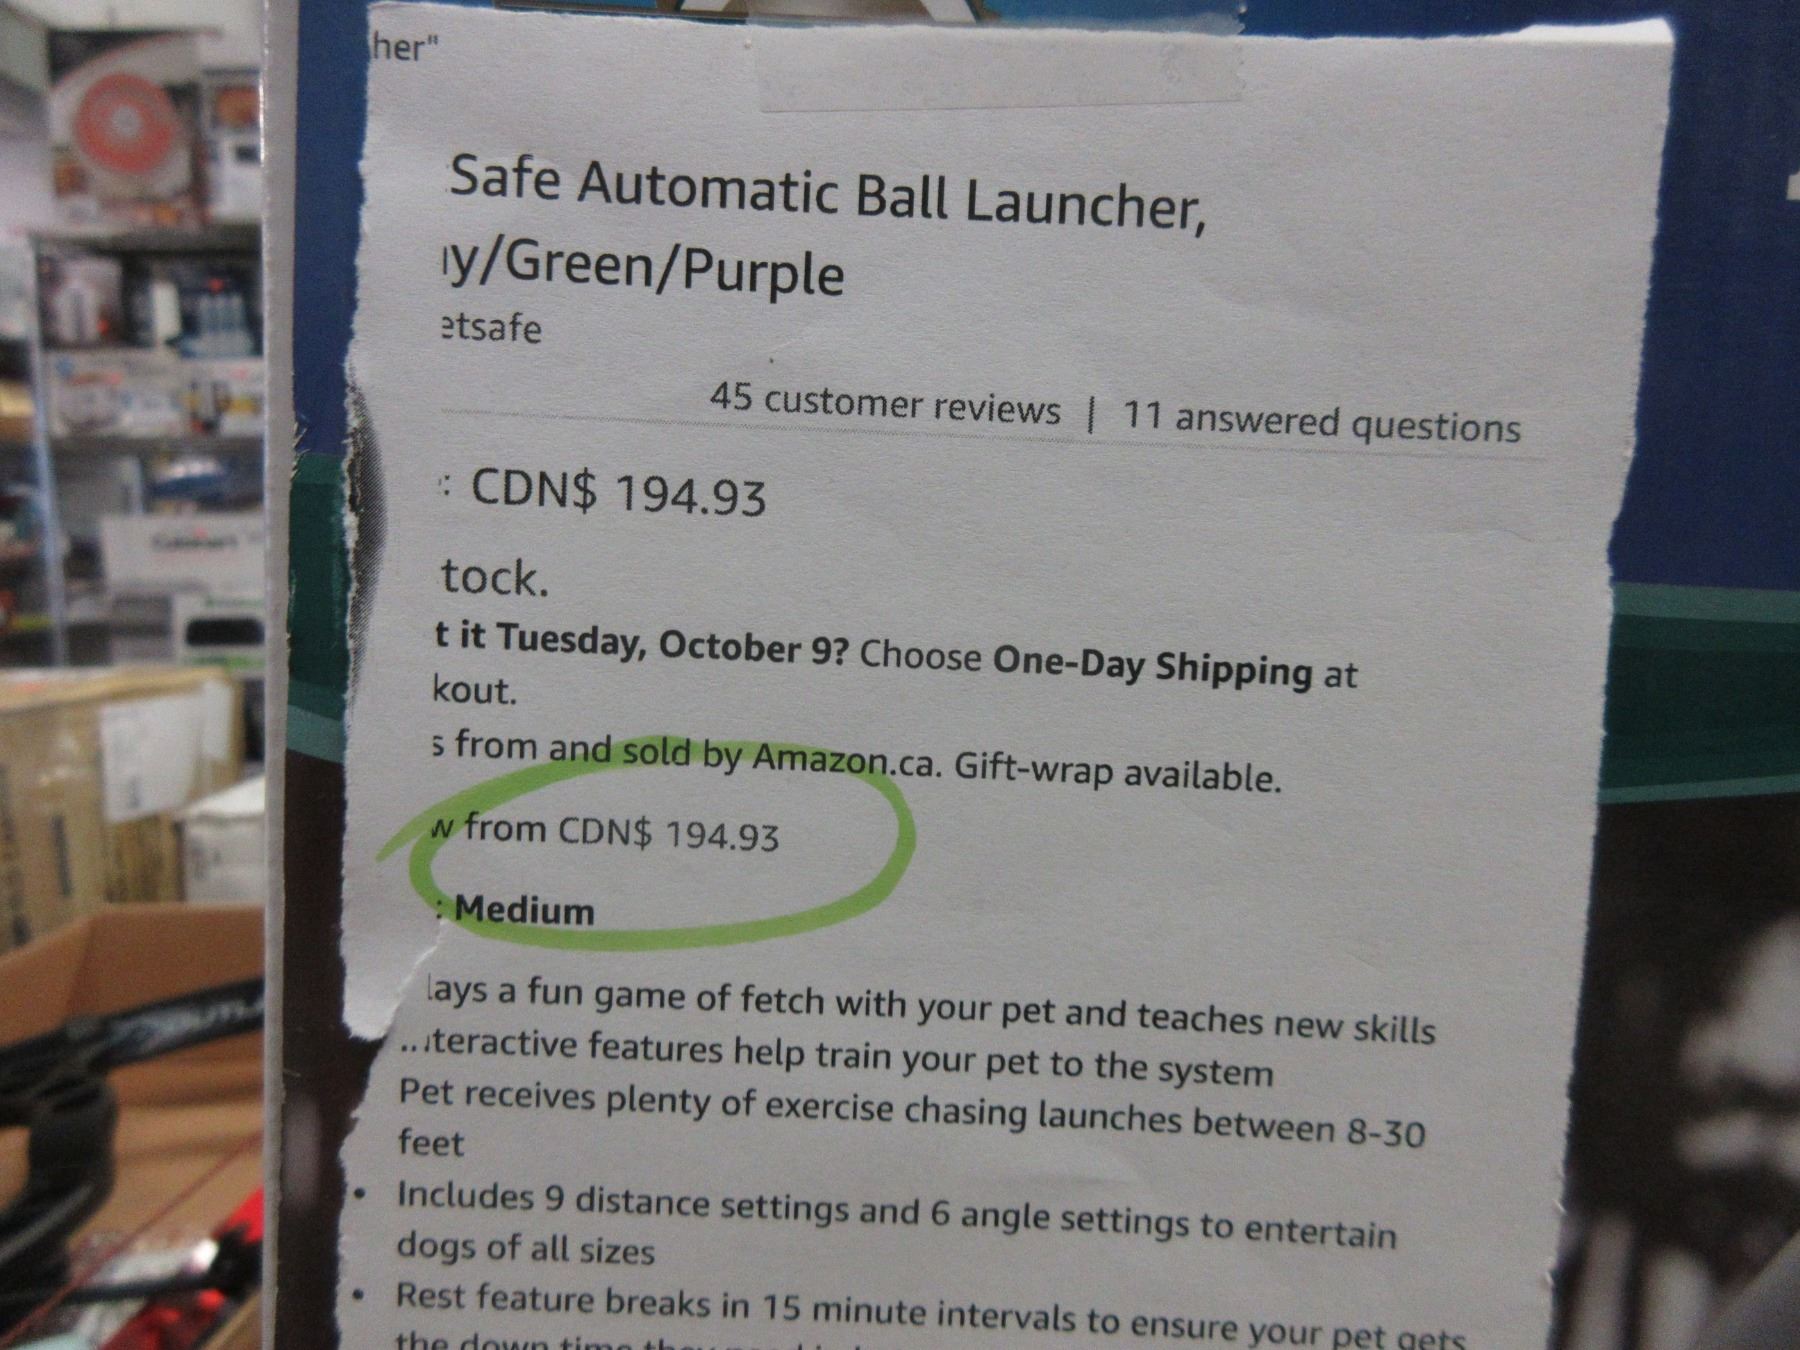 her"
Safe Automatic Ball Launcher,
y/Green/Purple
etsafe
45 customer reviews | 11 answered questions
: CDN$ 194.93
tock.
t it Tuesday, October 9? Choose One-Day Shipping at
kout.
s from and sold by Amazon.ca. Gift-wrap available.
w from CDN$ 194.93
: Medium
lays a fun game of fetch with your pet and teaches new skills
teractive features help train your pet to the system
Pet receives plenty of exercise chasing launches between 8-30
feet
• Includes 9 distance settings and 6 angle settings to entertain
dogs of all sizes
• Rest feature breaks in 15 minute intervals to ensure your pet gets
the down time they